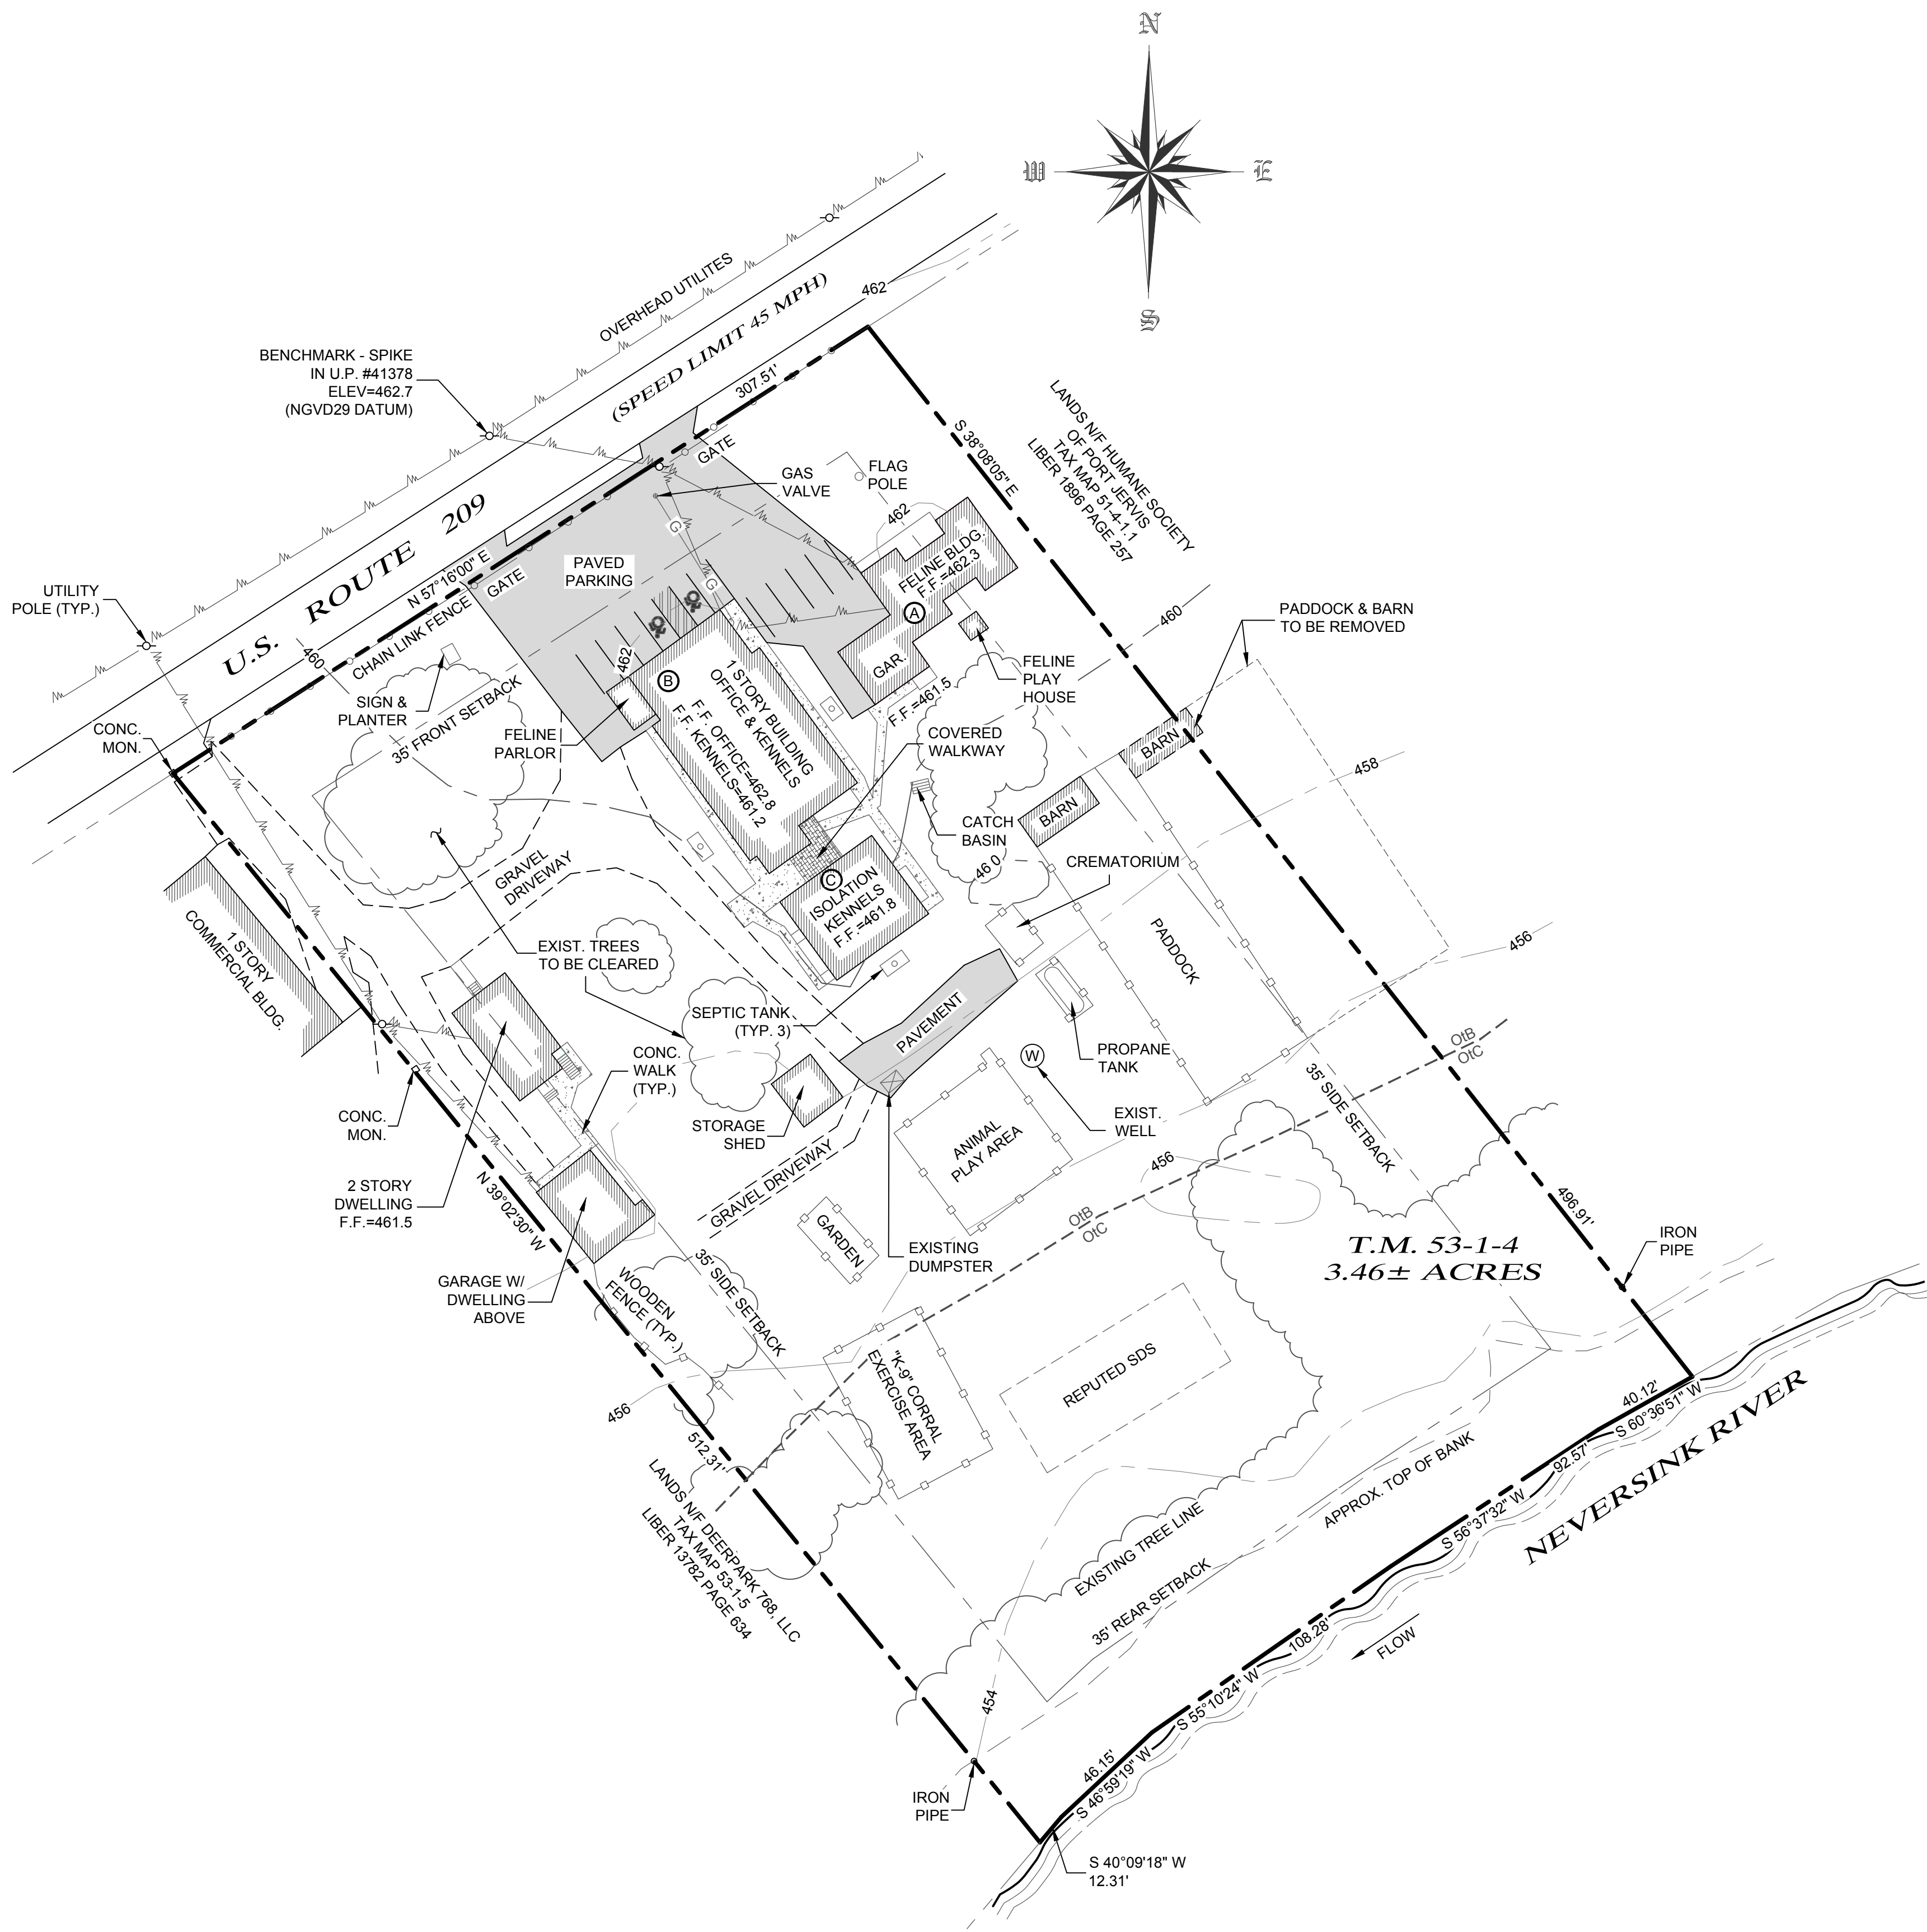 N
W
E
S
OVERHEAD UTILITES
(SPEED LIMIT 45 MPH)
462
U.S. ROUTE 209
BENCHMARK - SPIKE
IN U.P. #41378
ELEV=462.7
(NGVD29 DATUM)
307.51'
GATE
N 57°16'00" E
GATE
CHAIN LINK FENCE
UTILITY
POLE (TYP.)
460
SIGN &
PLANTER
35' FRONT SETBACK
CONC.
MON.
PAVED
PARKING
GAS
VALVE
G
G
FLAG
POLE
462
FELINE BLDG.
F.F.=462.3
A
GAR.
F.F.=461.5
S 38°08'05" E
LANDS N/F HUMANE SOCIETY
OF PORT JERVIS
TAX MAP 51-4-1.1
LIBER 1896 PAGE 257
460
PADDOCK & BARN
TO BE REMOVED
FELINE
PLAY
HOUSE
462
B
1 STORY BUILDING
OFFICE & KENNELS
F.F. OFFICE=462.8
F.F. KENNELS=461.2
FELINE
PARLOR
COVERED
WALKWAY
BARN
458
BARN
CATCH
BASIN
460
CREMATORIUM
C
ISOLATION
KENNELS
F.F.=461.8
GRAVEL
DRIVEWAY
1 STORY
COMMERCIAL BLDG.
EXIST. TREES
TO BE CLEARED
PADDOCK
456
SEPTIC TANK
(TYP. 3)
PAVEMENT
PROPANE
TANK
W
EXIST.
WELL
OtB
OtC
CONC.
WALK
(TYP.)
STORAGE
SHED
CONC.
MON.
35' SIDE SETBACK
ANIMAL
PLAY AREA
456
2 STORY
DWELLING
F.F.=461.5
N 39°02'30" W
GRAVEL DRIVEWAY
GARDEN
EXISTING
DUMPSTER
OtB
OtC
496.91'
IRON
PIPE
T.M. 53-1-4
3.46± ACRES
GARAGE W/
DWELLING
ABOVE
WOODEN
FENCE (TYP.)
35' SIDE SETBACK
456
"K-9" CORRAL
EXERCISE AREA
REPUTED SDS
512.31'
LANDS N/F DEERPARK 768, LLC
TAX MAP 53-1-5
LIBER 13782 PAGE 634
40.12'
S 60°36'51" W
92.57'
S 56°37'32" W
NEVERSINK RIVER
APPROX. TOP OF BANK
EXISTING TREE LINE
35' REAR SETBACK
108.28'
S 55°10'24" W
FLOW
454
46.15'
S 46°59'19" W
IRON
PIPE
S 40°09'18" W
12.31'